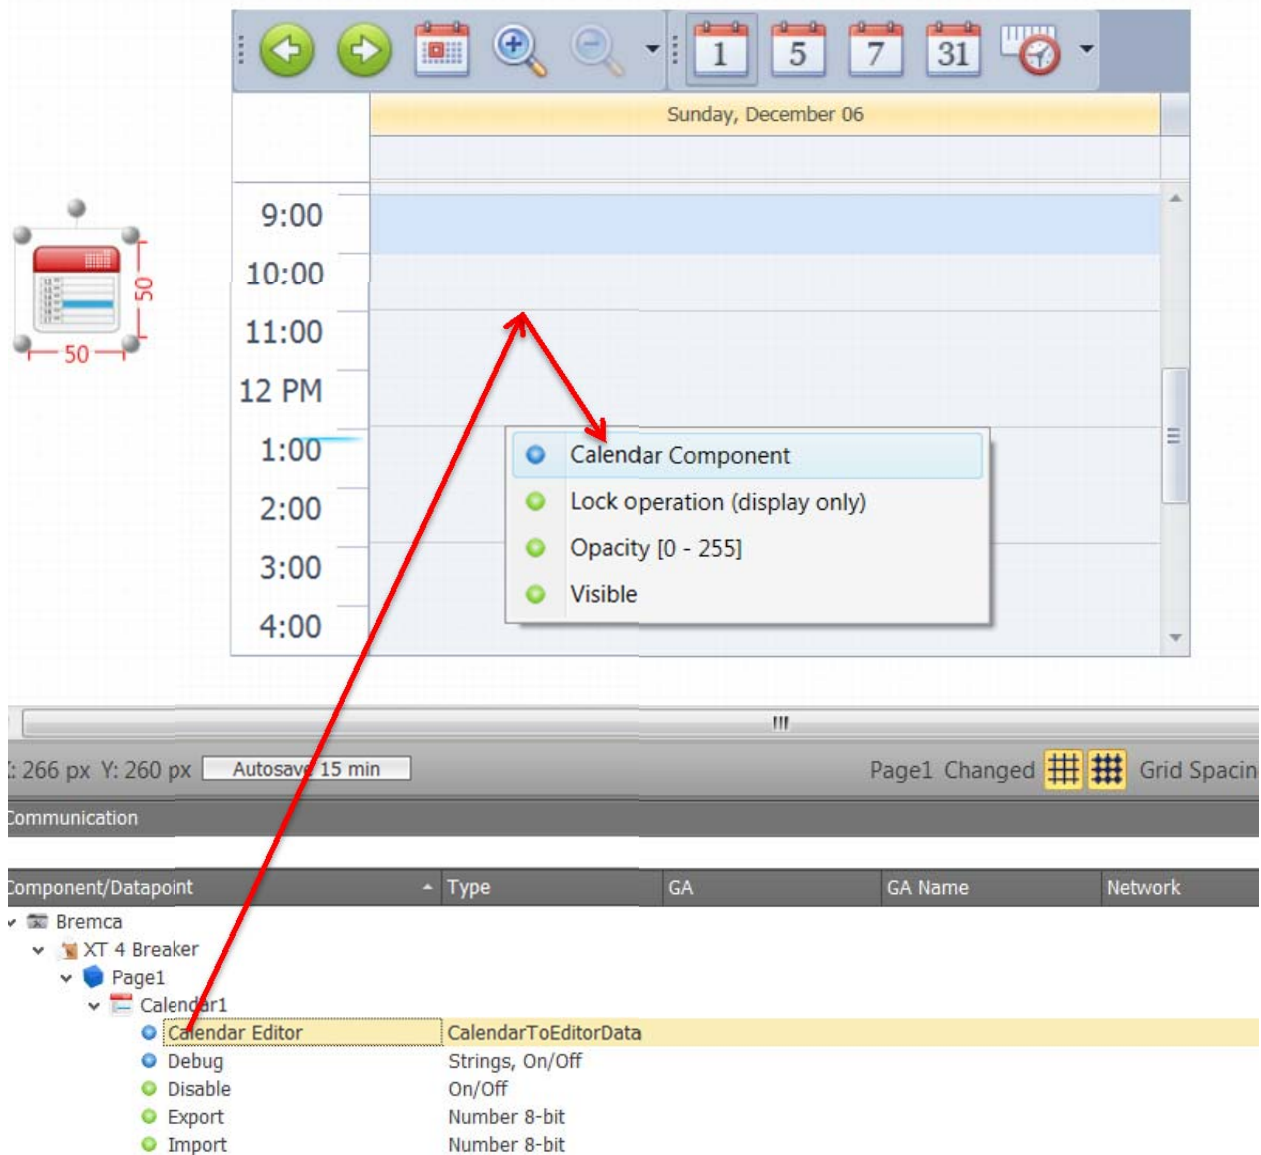 1 5 7 31
Sunday, December 06
9:00
10:00
50
50
11:00
12 PM
1:00
Calendar Component
2:00
Lock operation (display only)
Opacity [0 - 255]
3:00
Visible
4:00
: 266 px Y: 260 px Autosave 15 min Page1 Changed Grid Spacin
Communication
Component/Datapoint Type GA GA Name Network
Bremca
XT 4 Breaker
Page1
Calendar1
Calendar Editor CalendarToEditorData
Debug Strings, On/Off
Disable On/Off
Export Number 8-bit
Import Number 8-bit